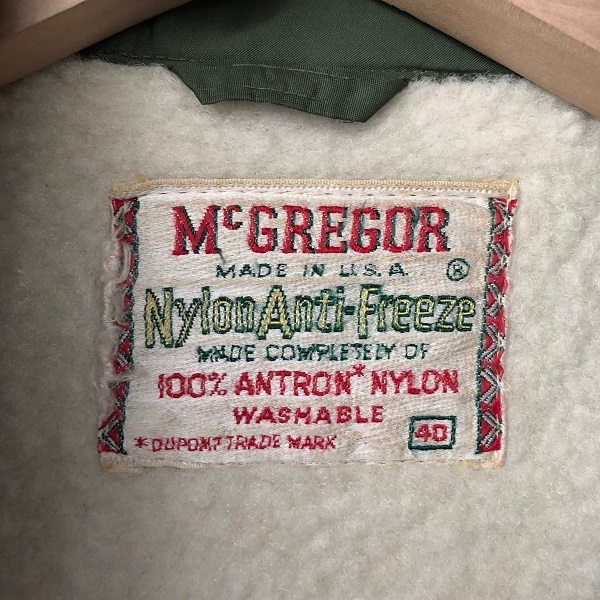 McGREGOR
MADE IN U.S.A. ®
Nylon Anti-Freeze
MADE COMPLETELY OF
100% ANTRON* NYLON
WASHABLE
*DUPONT TRADE MARK 40